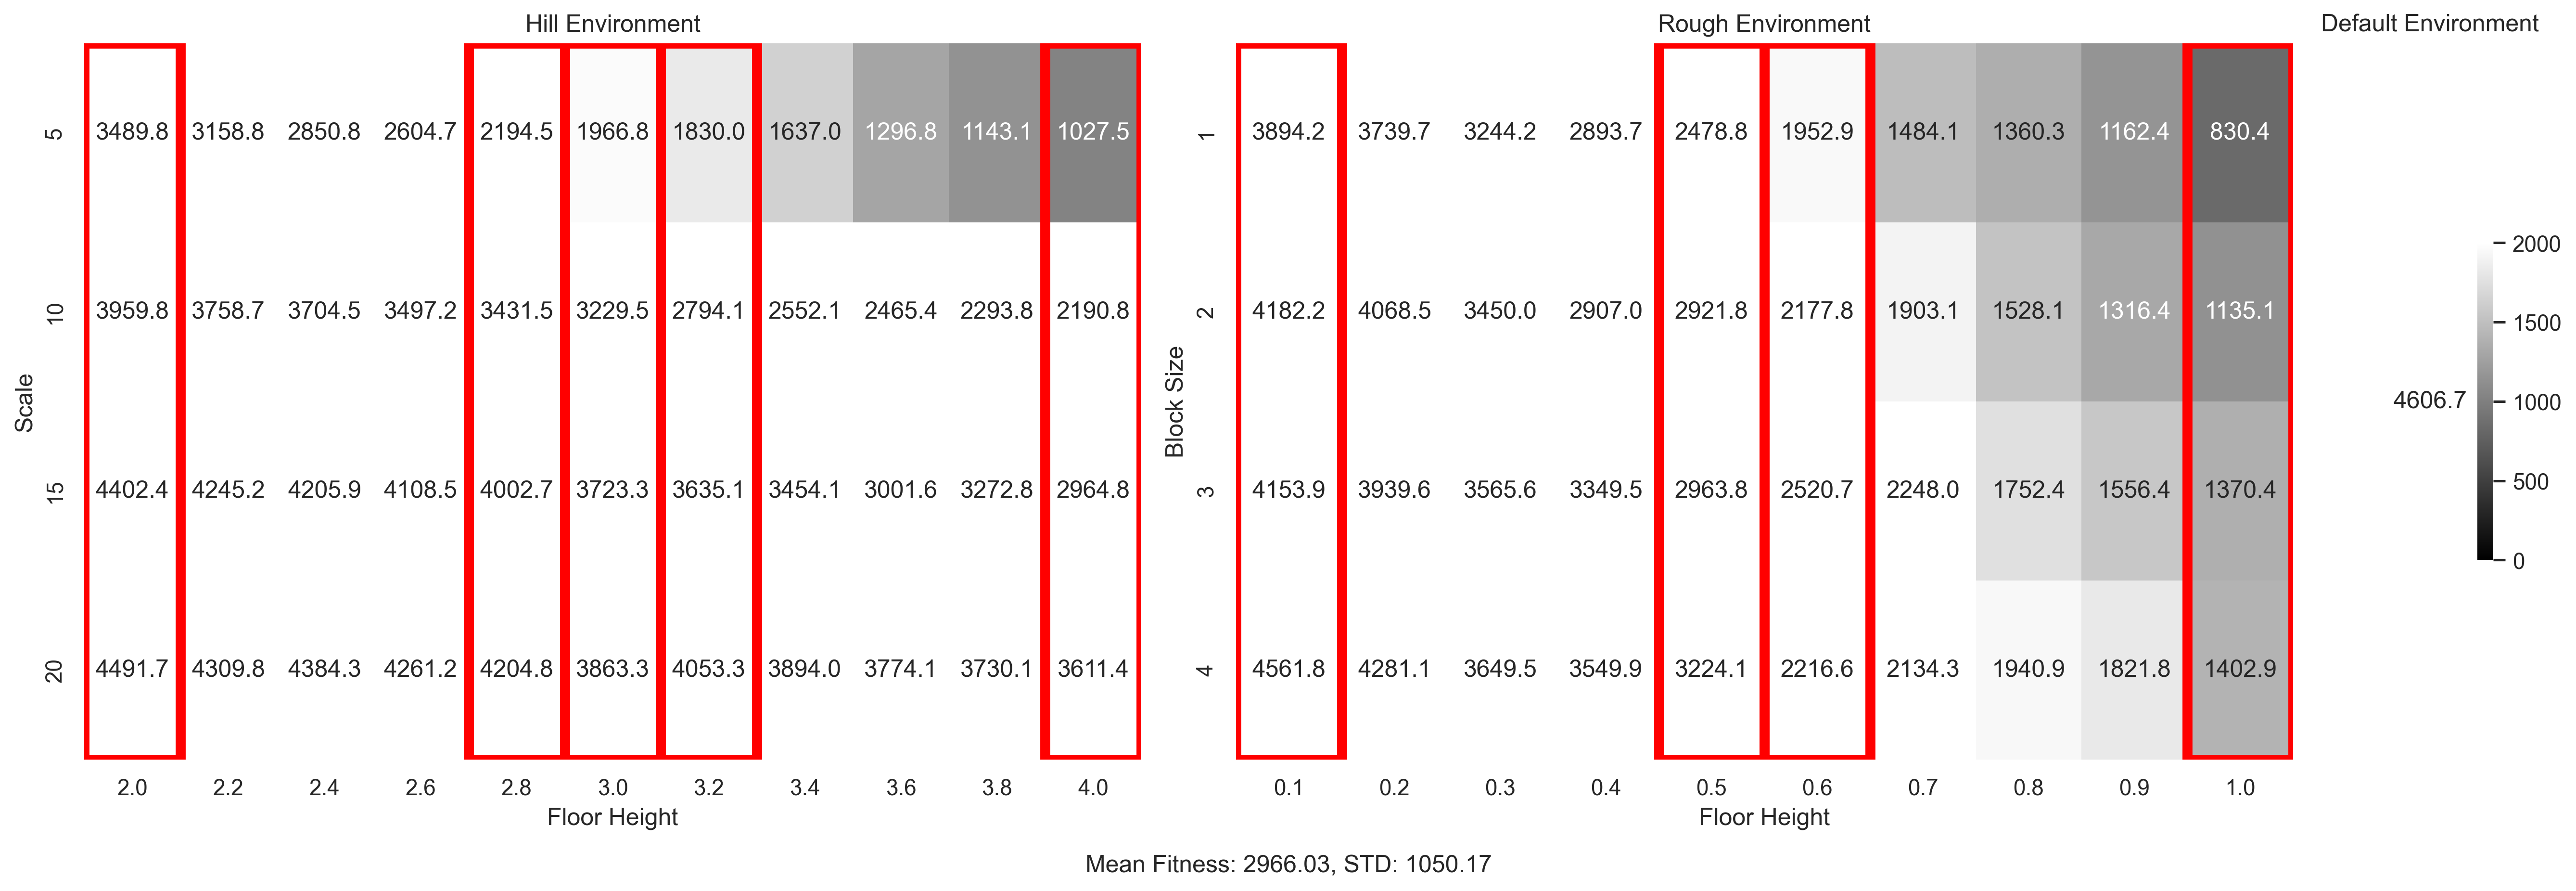 Hill Environment
Rough Environment
Default Environment
5
3489.8 3158.8 2850.8 2604.7 2194.5 1966.8 1830.0 1637.0 1296.8 1143.1 1027.5
10
3959.8 3758.7 3704.5 3497.2 3431.5 3229.5 2794.1 2552.1 2465.4 2293.8 2190.8
15
4402.4 4245.2 4205.9 4108.5 4002.7 3723.3 3635.1 3454.1 3001.6 3272.8 2964.8
20
4491.7 4309.8 4384.3 4261.2 4204.8 3863.3 4053.3 3894.0 3774.1 3730.1 3611.4
Scale
2.0 2.2 2.4 2.6 2.8 3.0 3.2 3.4 3.6 3.8 4.0
Floor Height
1
3894.2 3739.7 3244.2 2893.7 2478.8 1952.9 1484.1 1360.3 1162.4 830.4
2
4182.2 4068.5 3450.0 2907.0 2921.8 2177.8 1903.1 1528.1 1316.4 1135.1
3
4153.9 3939.6 3565.6 3349.5 2963.8 2520.7 2248.0 1752.4 1556.4 1370.4
4
4561.8 4281.1 3649.5 3549.9 3224.1 2216.6 2134.3 1940.9 1821.8 1402.9
Block Size
0.1 0.2 0.3 0.4 0.5 0.6 0.7 0.8 0.9 1.0
Floor Height
4606.7
2000
1500
1000
500
0
Mean Fitness: 2966.03, STD: 1050.17